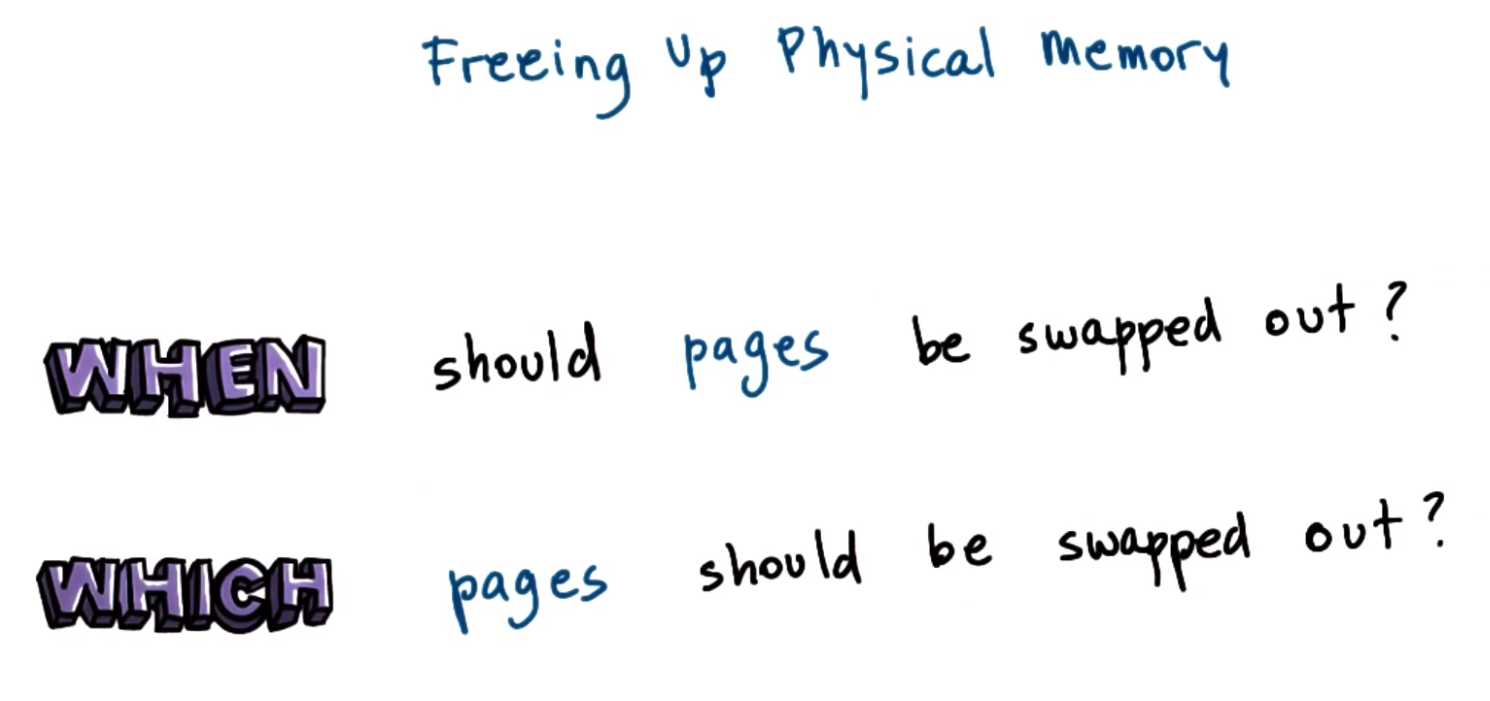 Freeing Up Physical Memory
WHEN should pages be swapped out?
WHICH pages should be swapped out?